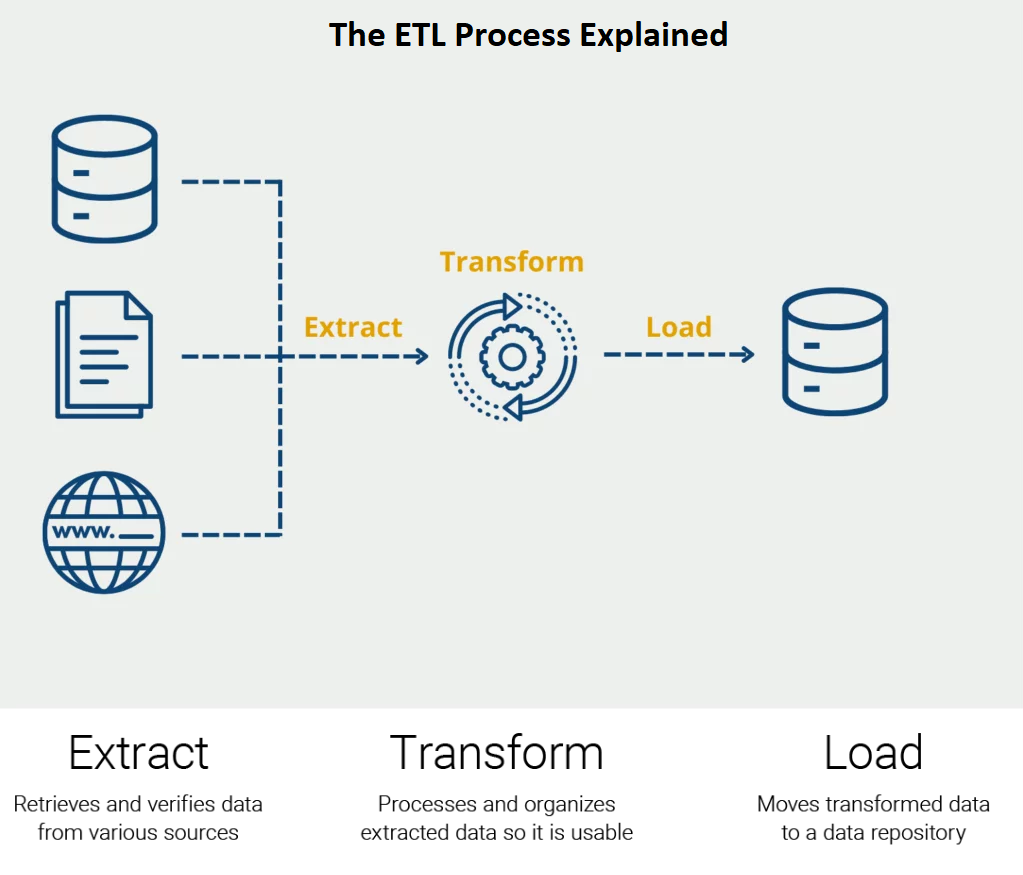 The ETL Process Explained
Transform
Extract
Load
www.
Extract
Retrieves and verifies data
from various sources
Transform
Processes and organizes
extracted data so it is usable
Load
Moves transformed data
to a data repository